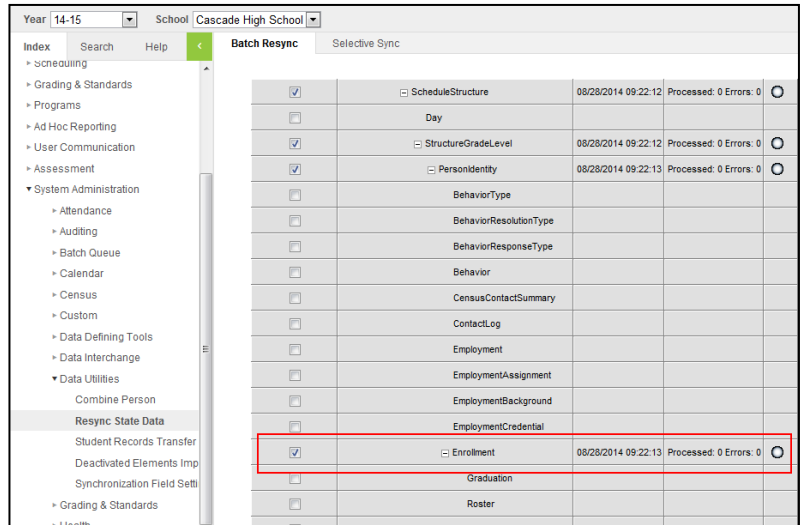 Year 14-15 School Cascade High School
Index Search Help <
Batch Resync Selective Sync
Scheduling
Grading & Standards
Programs
Ad Hoc Reporting
User Communication
Assessment
System Administration
Attendance
Auditing
Batch Queue
Calendar
Census
Custom
Data Defining Tools
Data Interchange
Data Utilities
Combine Person
Resync State Data
Student Records Transfer
Deactivated Elements Imp
Synchronization Field Setti
Grading & Standards
Health
ScheduleStructure 08/28/2014 09:22:12 Processed: 0 Errors: 0
Day
StructureGradeLevel 08/28/2014 09:22:12 Processed: 0 Errors: 0
PersonIdentity 08/28/2014 09:22:13 Processed: 0 Errors: 0
BehaviorType
BehaviorResolutionType
BehaviorResponseType
Behavior
CensusContactSummary
ContactLog
Employment
EmploymentAssignment
EmploymentBackground
EmploymentCredential
Enrollment 08/28/2014 09:22:13 Processed: 0 Errors: 0
Graduation
Roster